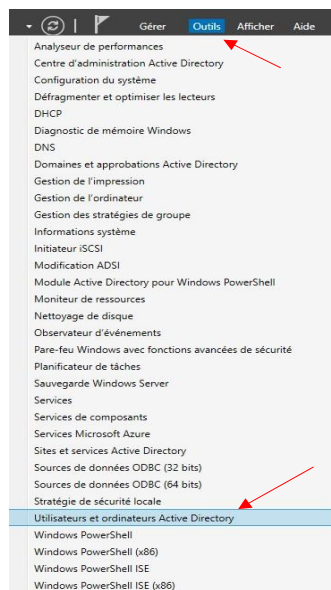 Gérer Outils Afficher Aide
Analyseur de performances
Centre d'administration Active Directory
Configuration du système
Défragmenter et optimiser les lecteurs
DHCP
Diagnostic de mémoire Windows
DNS
Domaines et approbations Active Directory
Gestion de l'impression
Gestion de l'ordinateur
Gestion des stratégies de groupe
Informations système
Initiateur iSCSI
Modification ADSI
Module Active Directory pour Windows PowerShell
Moniteur de ressources
Nettoyage de disque
Observateur d'événements
Pare-feu Windows avec fonctions avancées de sécurité
Planificateur de tâches
Sauvegarde Windows Server
Services
Services de composants
Services Microsoft Azure
Sites et services Active Directory
Sources de données ODBC (32 bits)
Sources de données ODBC (64 bits)
Stratégie de sécurité locale
Utilisateurs et ordinateurs Active Directory
Windows PowerShell
Windows PowerShell (x86)
Windows PowerShell ISE
Windows PowerShell ISE (x86)